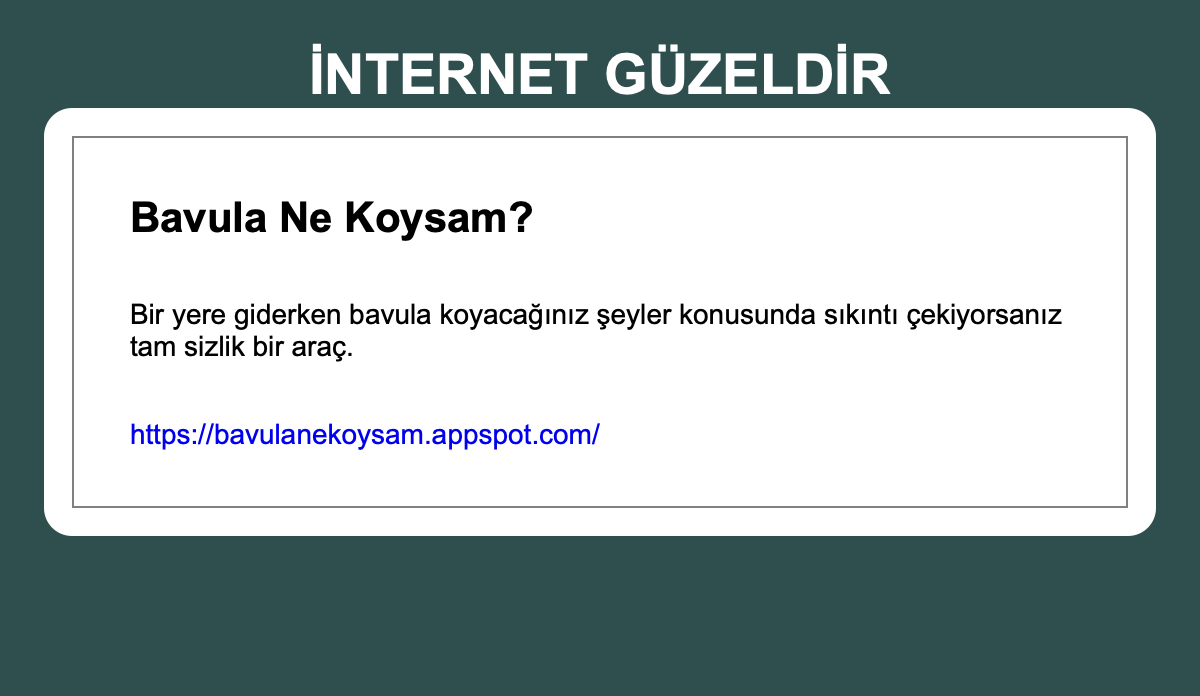 İNTERNET GÜZELDİR
Bavula Ne Koysam?
Bir yere giderken bavula koyacağınız şeyler konusunda sıkıntı çekiyorsanız
tam sizlik bir araç.
https://bavulanekoysam.appspot.com/